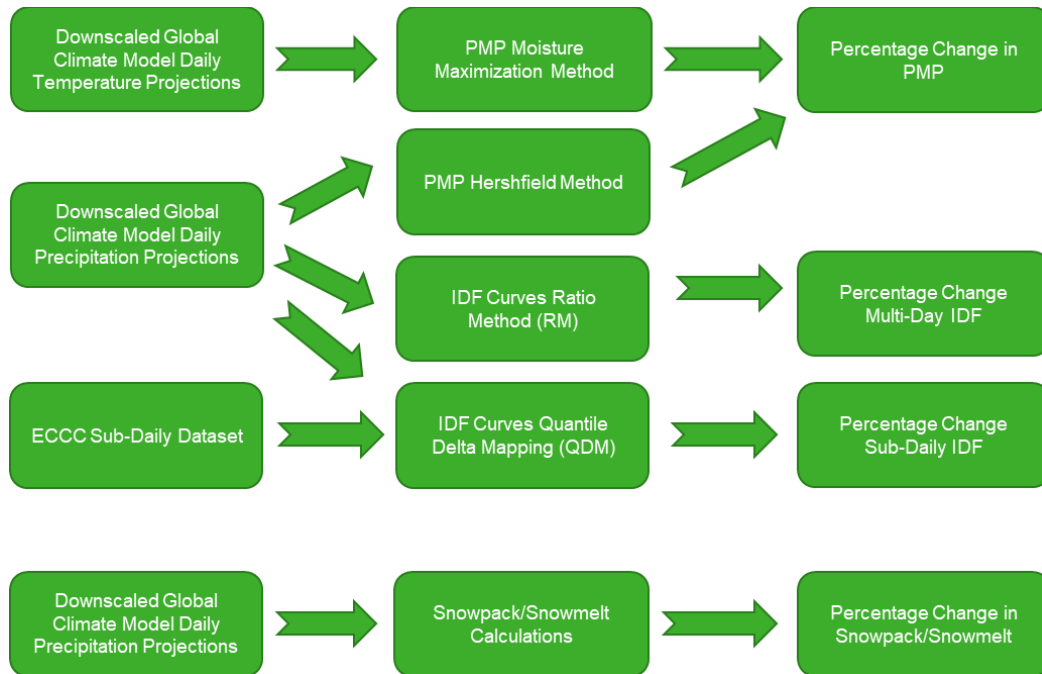 Downscaled Global
Climate Model Daily
Temperature Projections
PMP Moisture
Maximization Method
Percentage Change in
PMP
PMP Hershfield Method
Downscaled Global
Climate Model Daily
Precipitation Projections
IDF Curves Ratio
Method (RM)
Percentage Change
Multi-Day IDF
ECCC Sub-Daily Dataset
IDF Curves Quantile
Delta Mapping (QDM)
Percentage Change
Sub-Daily IDF
Downscaled Global
Climate Model Daily
Precipitation Projections
Snowpack/Snowmelt
Calculations
Percentage Change in
Snowpack/Snowmelt